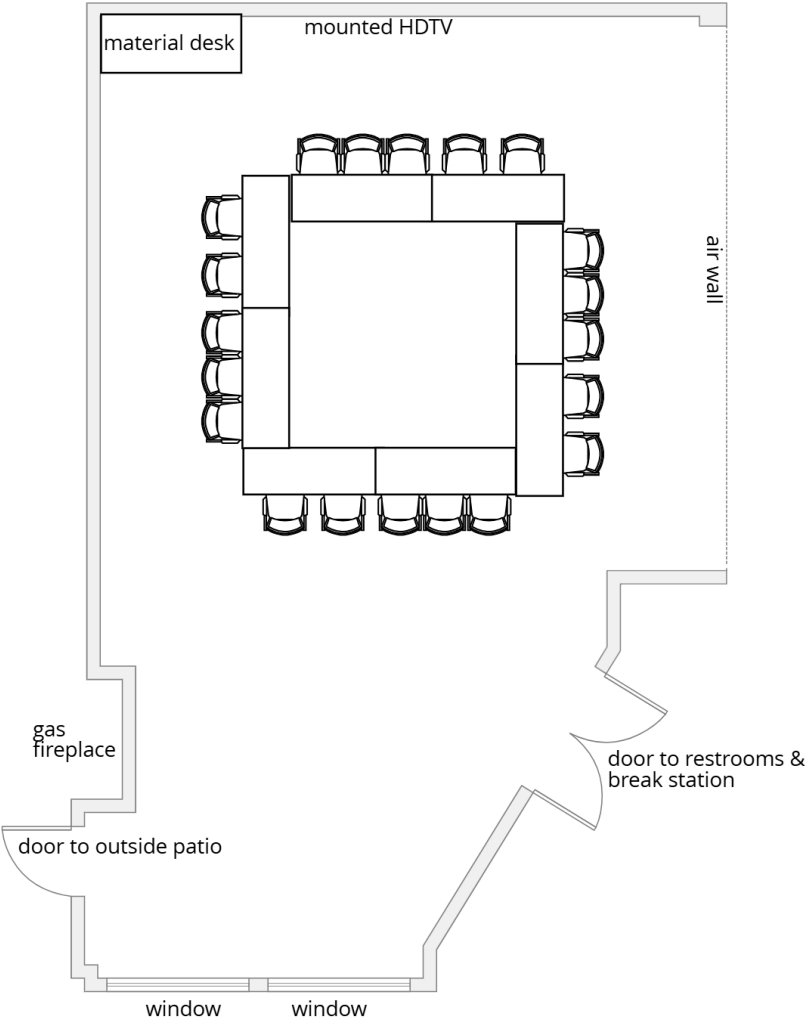 mounted HDTV
material desk
air wall
gas
fireplace
door to restrooms &
break station
door to outside patio
window
window